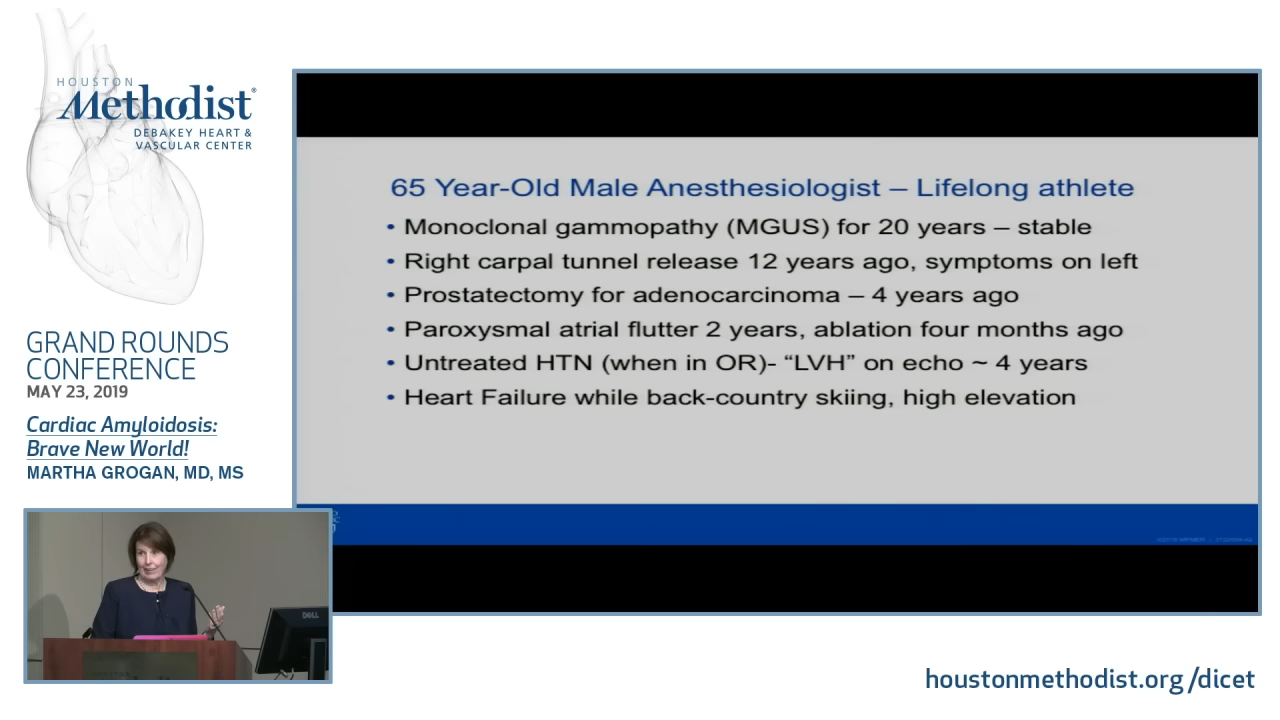 HOUSTON
Methodist®
DEBAKEY HEART &
VASCULAR CENTER
GRAND ROUNDS
CONFERENCE
MAY 23, 2019
Cardiac Amyloidosis:
Brave New World!
MARTHA GROGAN, MD, MS
65 Year-Old Male Anesthesiologist – Lifelong athlete
• Monoclonal gammopathy (MGUS) for 20 years – stable
• Right carpal tunnel release 12 years ago, symptoms on left
• Prostatectomy for adenocarcinoma – 4 years ago
• Paroxysmal atrial flutter 2 years, ablation four months ago
• Untreated HTN (when in OR)- “LVH” on echo ~ 4 years
• Heart Failure while back-country skiing, high elevation
DELL
houstonmethodist.org/dicet